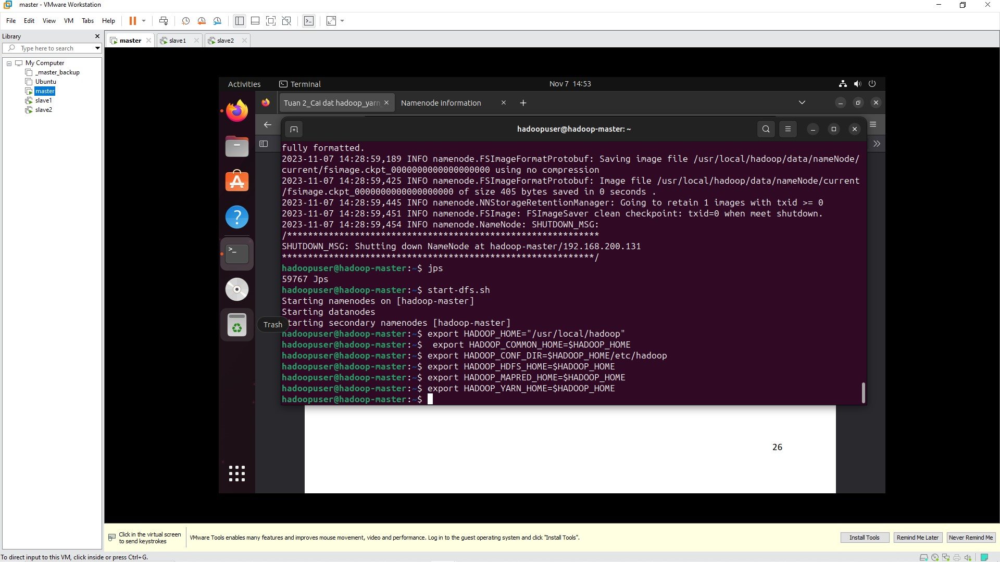 master - VMware Workstation
File Edit View VM Tabs Help
Library
Type here to search
My Computer
_master_backup
Ubuntu
master
slave1
slave2
master slave1 slave2
Activities Terminal Nov 7 14:53
Tuan 2_Cai dat hadoop_yarn_ Namenode information
hadoopuser@hadoop-master: ~
fully formatted.
2023-11-07 14:28:59,189 INFO namenode.FSImageFormatProtobuf: Saving image file /usr/local/hadoop/data/nameNode/
current/fsimage.ckpt_0000000000000000000 using no compression
2023-11-07 14:28:59,425 INFO namenode.FSImageFormatProtobuf: Image file /usr/local/hadoop/data/nameNode/current
/fsimage.ckpt_0000000000000000000 of size 405 bytes saved in 0 seconds .
2023-11-07 14:28:59,445 INFO namenode.NNStorageRetentionManager: Going to retain 1 images with txid >= 0
2023-11-07 14:28:59,451 INFO namenode.FSImage: FSImageSaver clean checkpoint: txid=0 when meet shutdown.
2023-11-07 14:28:59,454 INFO namenode.NameNode: SHUTDOWN_MSG:
/************************************************************
SHUTDOWN_MSG: Shutting down NameNode at hadoop-master/192.168.200.131
************************************************************/
hadoopuser@hadoop-master:~$ jps
59767 Jps
hadoopuser@hadoop-master:~$ start-dfs.sh
Starting namenodes on [hadoop-master]
Starting datanodes
Trash
tarting secondary namenodes [hadoop-master]
hadoopuser@hadoop-master:~$ export HADOOP_HOME="/usr/local/hadoop"
hadoopuser@hadoop-master:~$  export HADOOP_COMMON_HOME=$HADOOP_HOME
hadoopuser@hadoop-master:~$ export HADOOP_CONF_DIR=$HADOOP_HOME/etc/hadoop
hadoopuser@hadoop-master:~$ export HADOOP_HDFS_HOME=$HADOOP_HOME
hadoopuser@hadoop-master:~$ export HADOOP_MAPRED_HOME=$HADOOP_HOME
hadoopuser@hadoop-master:~$ export HADOOP_YARN_HOME=$HADOOP_HOME
hadoopuser@hadoop-master:~$
26
Click in the virtual screen
to send keystrokes
VMware Tools enables many features and improves mouse movement, video and performance. Log in to the guest operating system and click "Install Tools".
Install Tools Remind Me Later Never Remind Me
To direct input to this VM, click inside or press Ctrl+G.